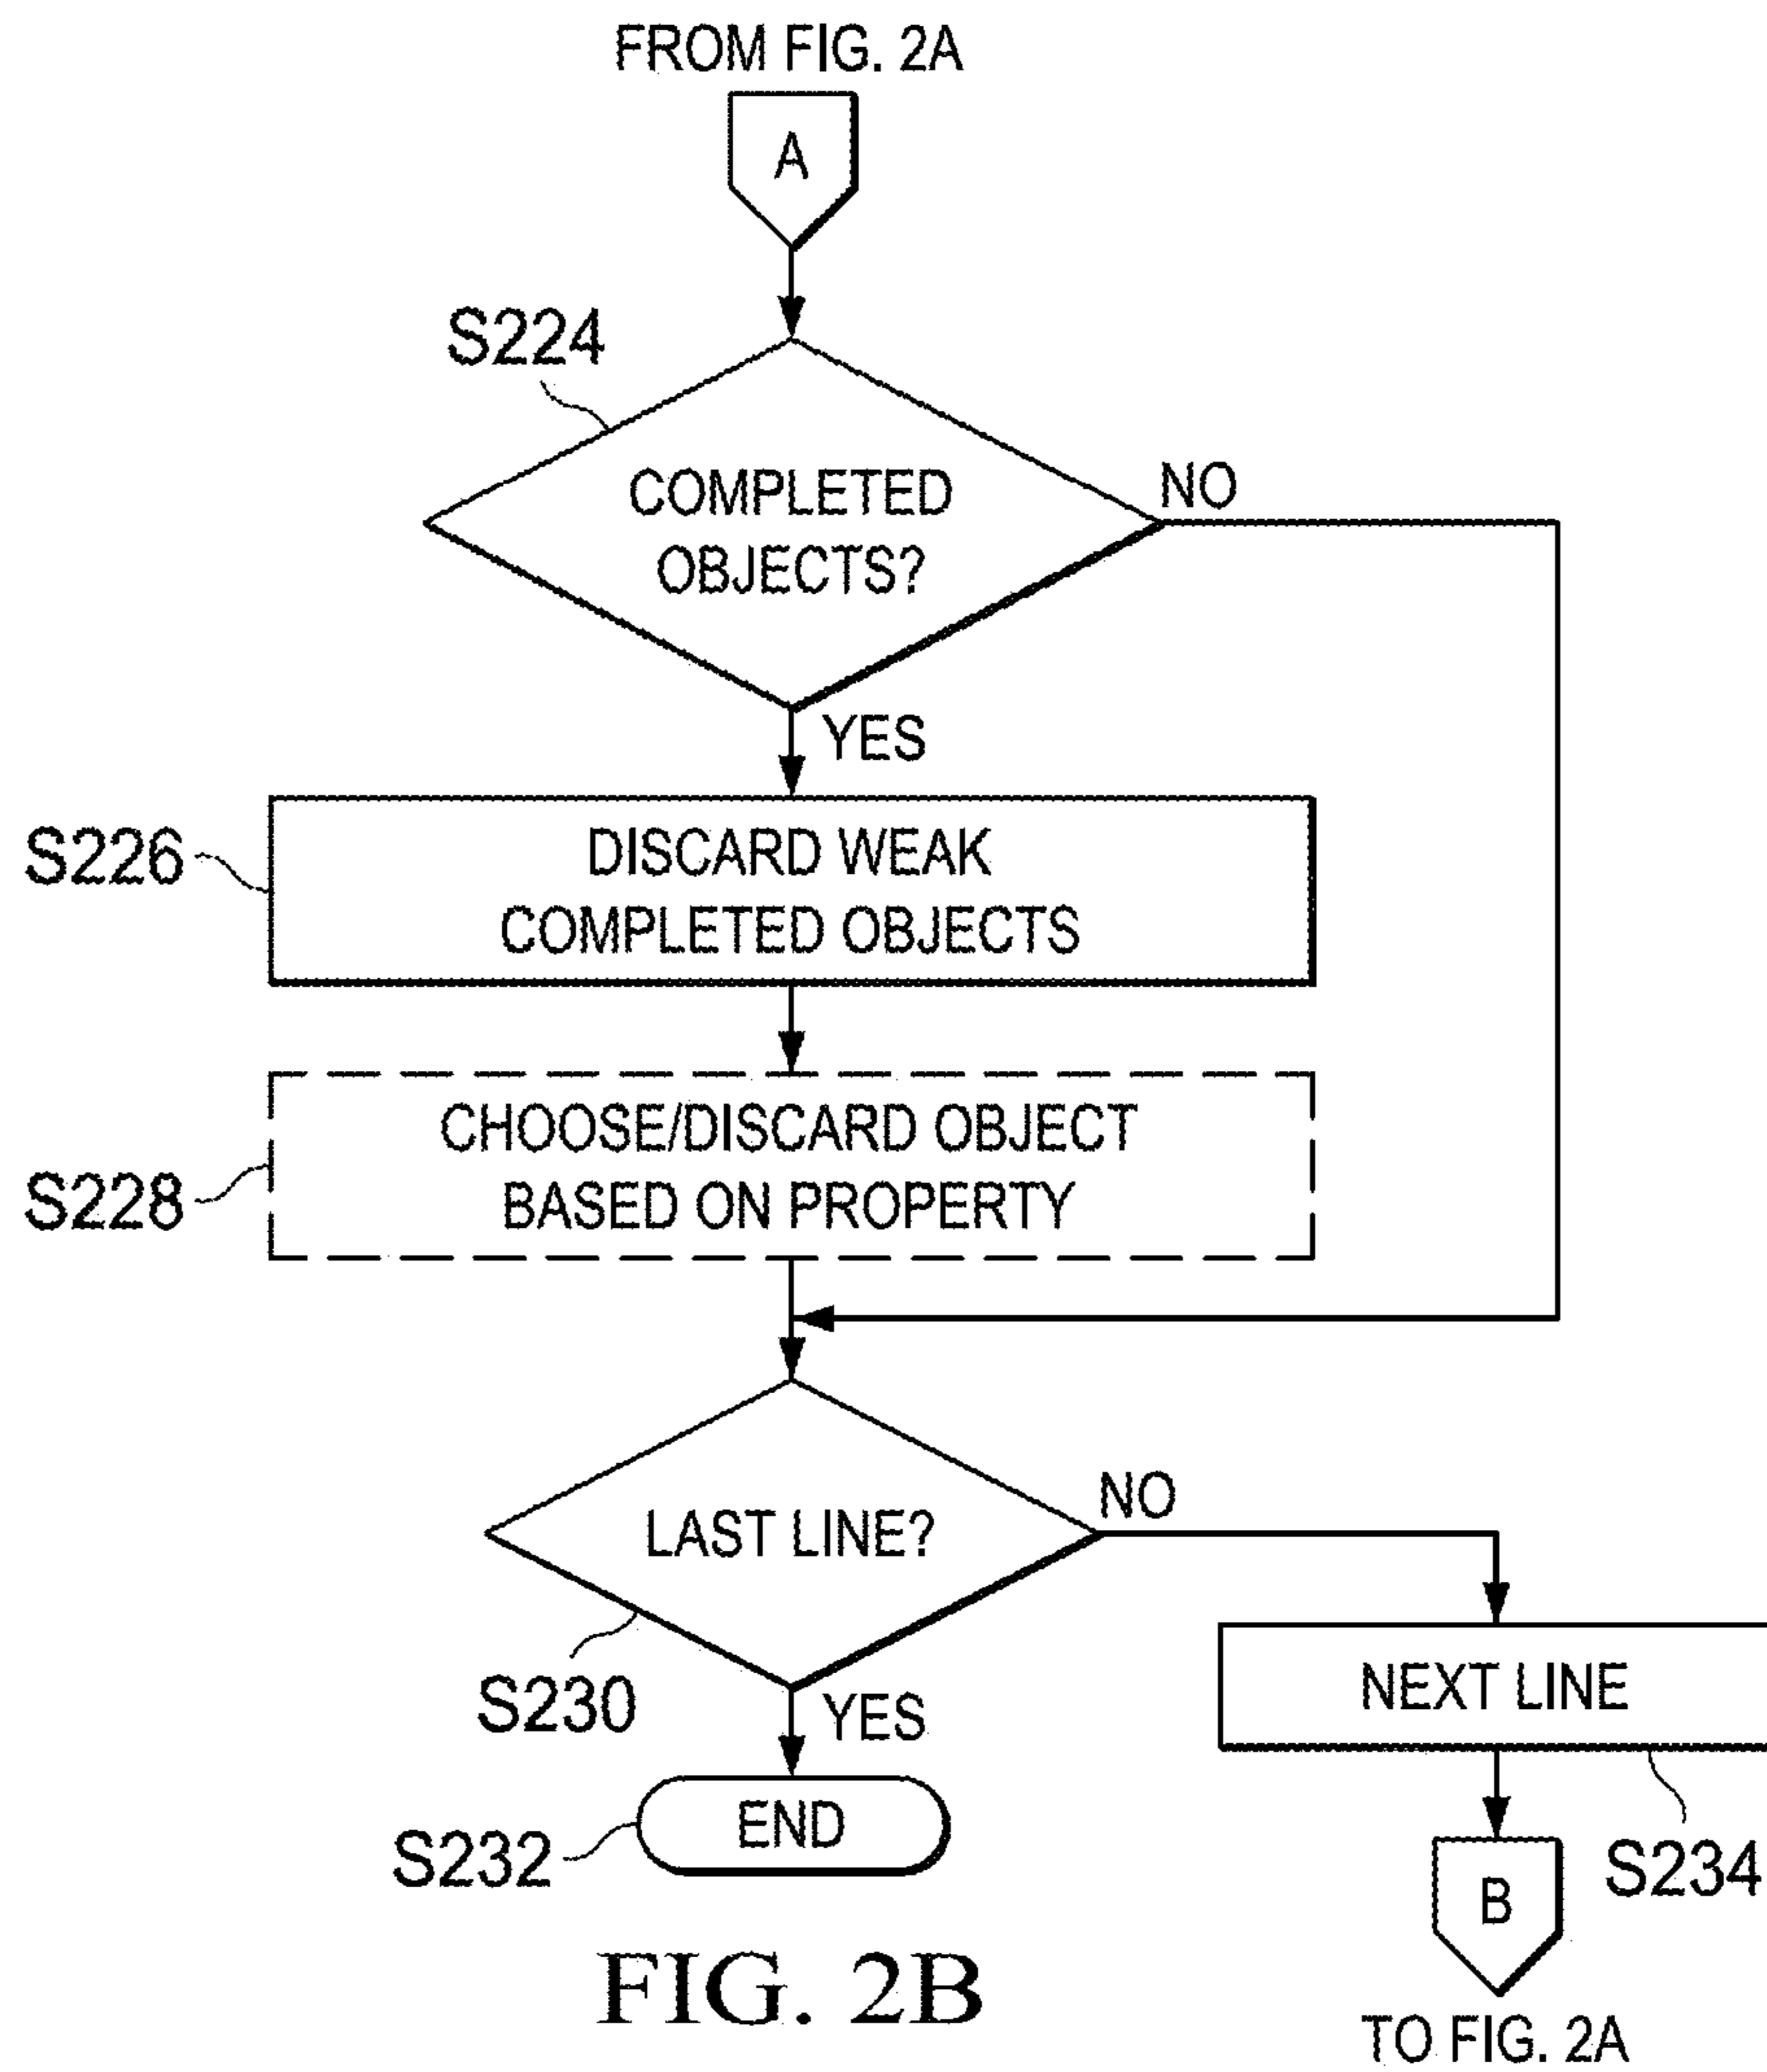 FROM FIG. 2A
A
S224
COMPLETED
OBJECTS?
NO
YES
S226
DISCARD WEAK
COMPLETED OBJECTS
S228
CHOOSE/DISCARD OBJECT
BASED ON PROPERTY
LAST LINE?
NO
S230
YES
NEXT LINE
S232
END
S234
B
FIG. 2B
TO FIG. 2A